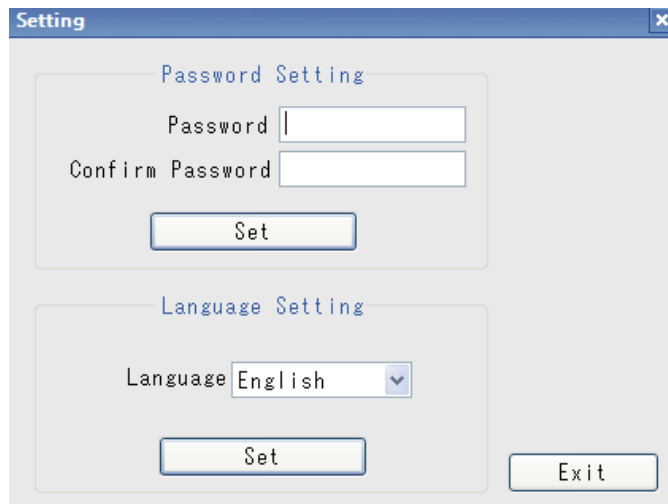 Setting
Password Setting
Password
Confirm Password
Set
Language Setting
Language English
Set
Exit